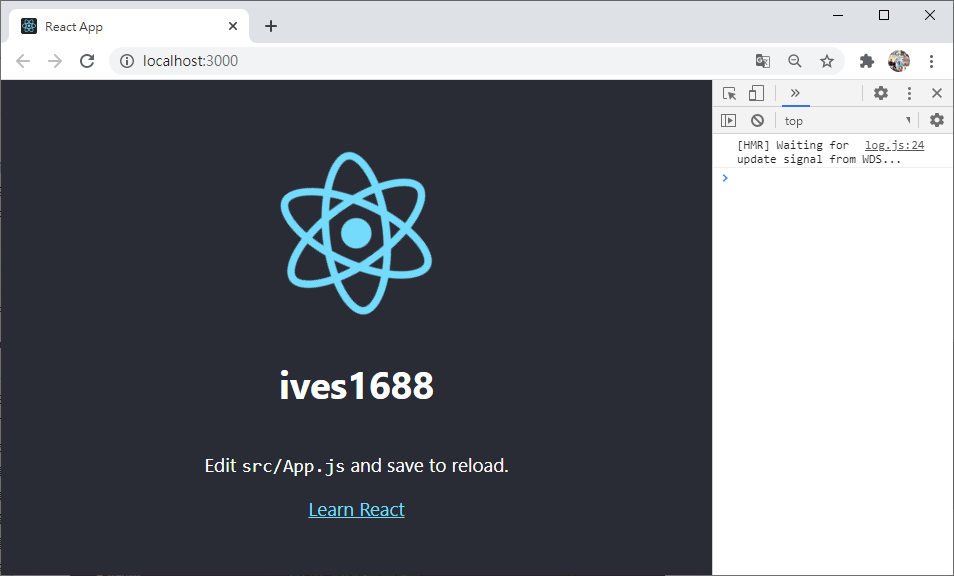 React App
localhost:3000
top
[HMR] Waiting for log.js:24
update signal from WDS...
ives1688
Edit src/App.js and save to reload.
Learn React